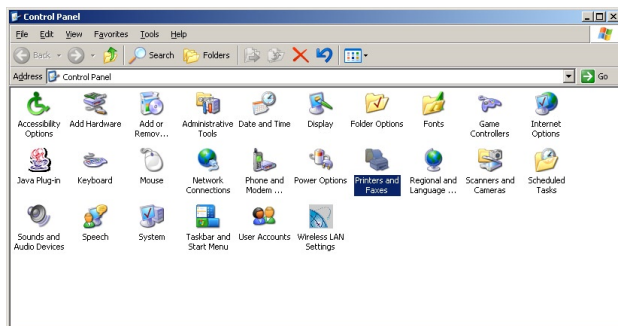 Control Panel
File Edit View Favorites Tools Help
Back Search Folders
Address Control Panel Go
Accessibility Options
Add Hardware
Add or Remov...
Administrative Tools
Date and Time
Display
Folder Options
Fonts
Game Controllers
Internet Options
Java Plug-in
Keyboard
Mouse
Network Connections
Phone and Modem ...
Power Options
Printers and Faxes
Regional and Language ...
Scanners and Cameras
Scheduled Tasks
Sounds and Audio Devices
Speech
System
Taskbar and Start Menu
User Accounts
Wireless LAN Settings